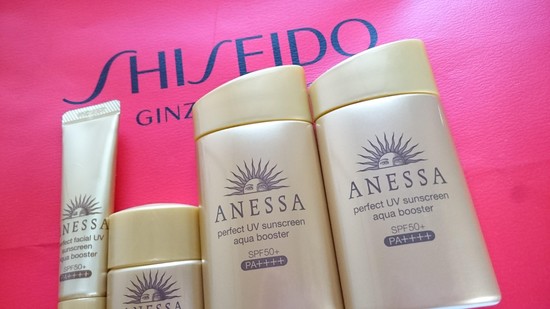 SHISEIDO
GINZ
perfect facial UV
sunscreen
aqua booster
SPF50+
PA++++
ANESSA
ANESSA
perfect UV sunscreen
aqua booster
SPF50+
PA++++
ANESSA
perfect UV sunscreen
aqua booster
SPF50+
PA++++